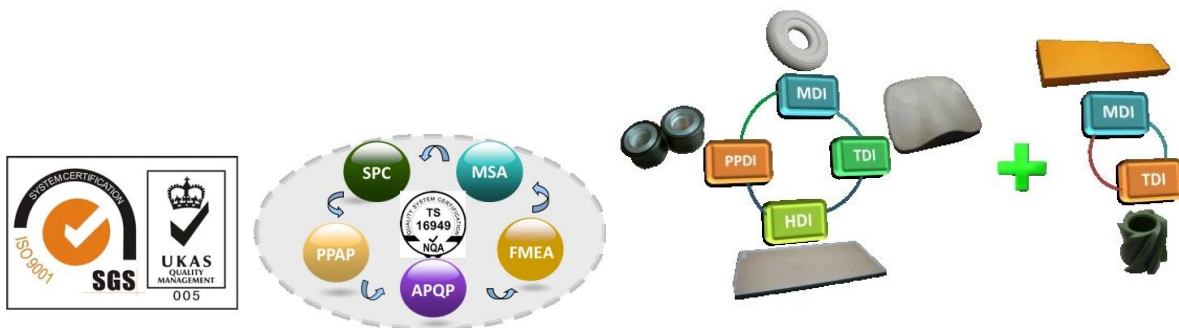 SYSTEM CERTIFICATION
ISO 9001
SGS
UKAS
QUALITY
MANAGEMENT
005
SPC
MSA
PPAP
FMEA
APQP
QUALITY SYSTEM CERTIFICATION
TS
16949
NQA
MDI
PPDI
TDI
HDI
MDI
TDI